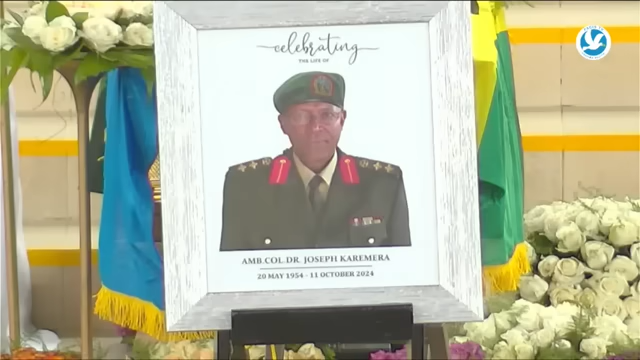 celebrating
THE LIFE OF
AMB.COL.DR. JOSEPH KAREMERA
20 MAY 1954 - 11 OCTOBER 2024